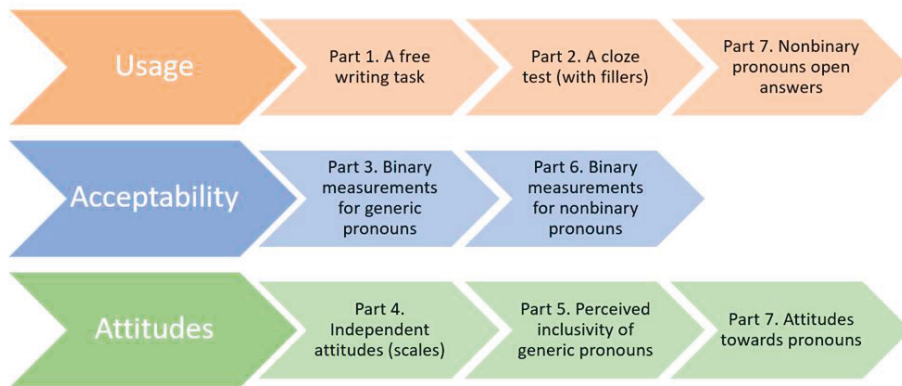 Usage
Part 1. A free
writing task
Part 2. A cloze
test (with fillers)
Part 7. Nonbinary
pronouns open
answers
Acceptability
Part 3. Binary
measurements
for generic
pronouns
Part 6. Binary
measurements
for nonbinary
pronouns
Attitudes
Part 4.
Independent
attitudes (scales)
Part 5. Perceived
inclusivity of
generic pronouns
Part 7. Attitudes
towards pronouns